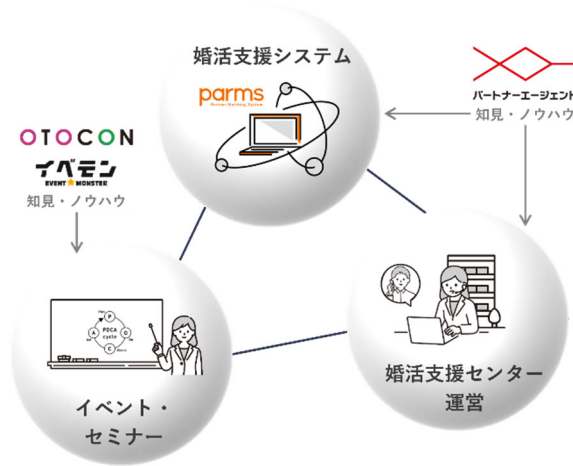 婚活支援システム
parms
Partner Matching System
パートナーエージェント
知見・ノウハウ
OTOCON
イベモン
EVENT MONSTER
知見・ノウハウ
P
A
PDCA
cycle
D
C
イベント・
セミナー
婚活支援センター
運営